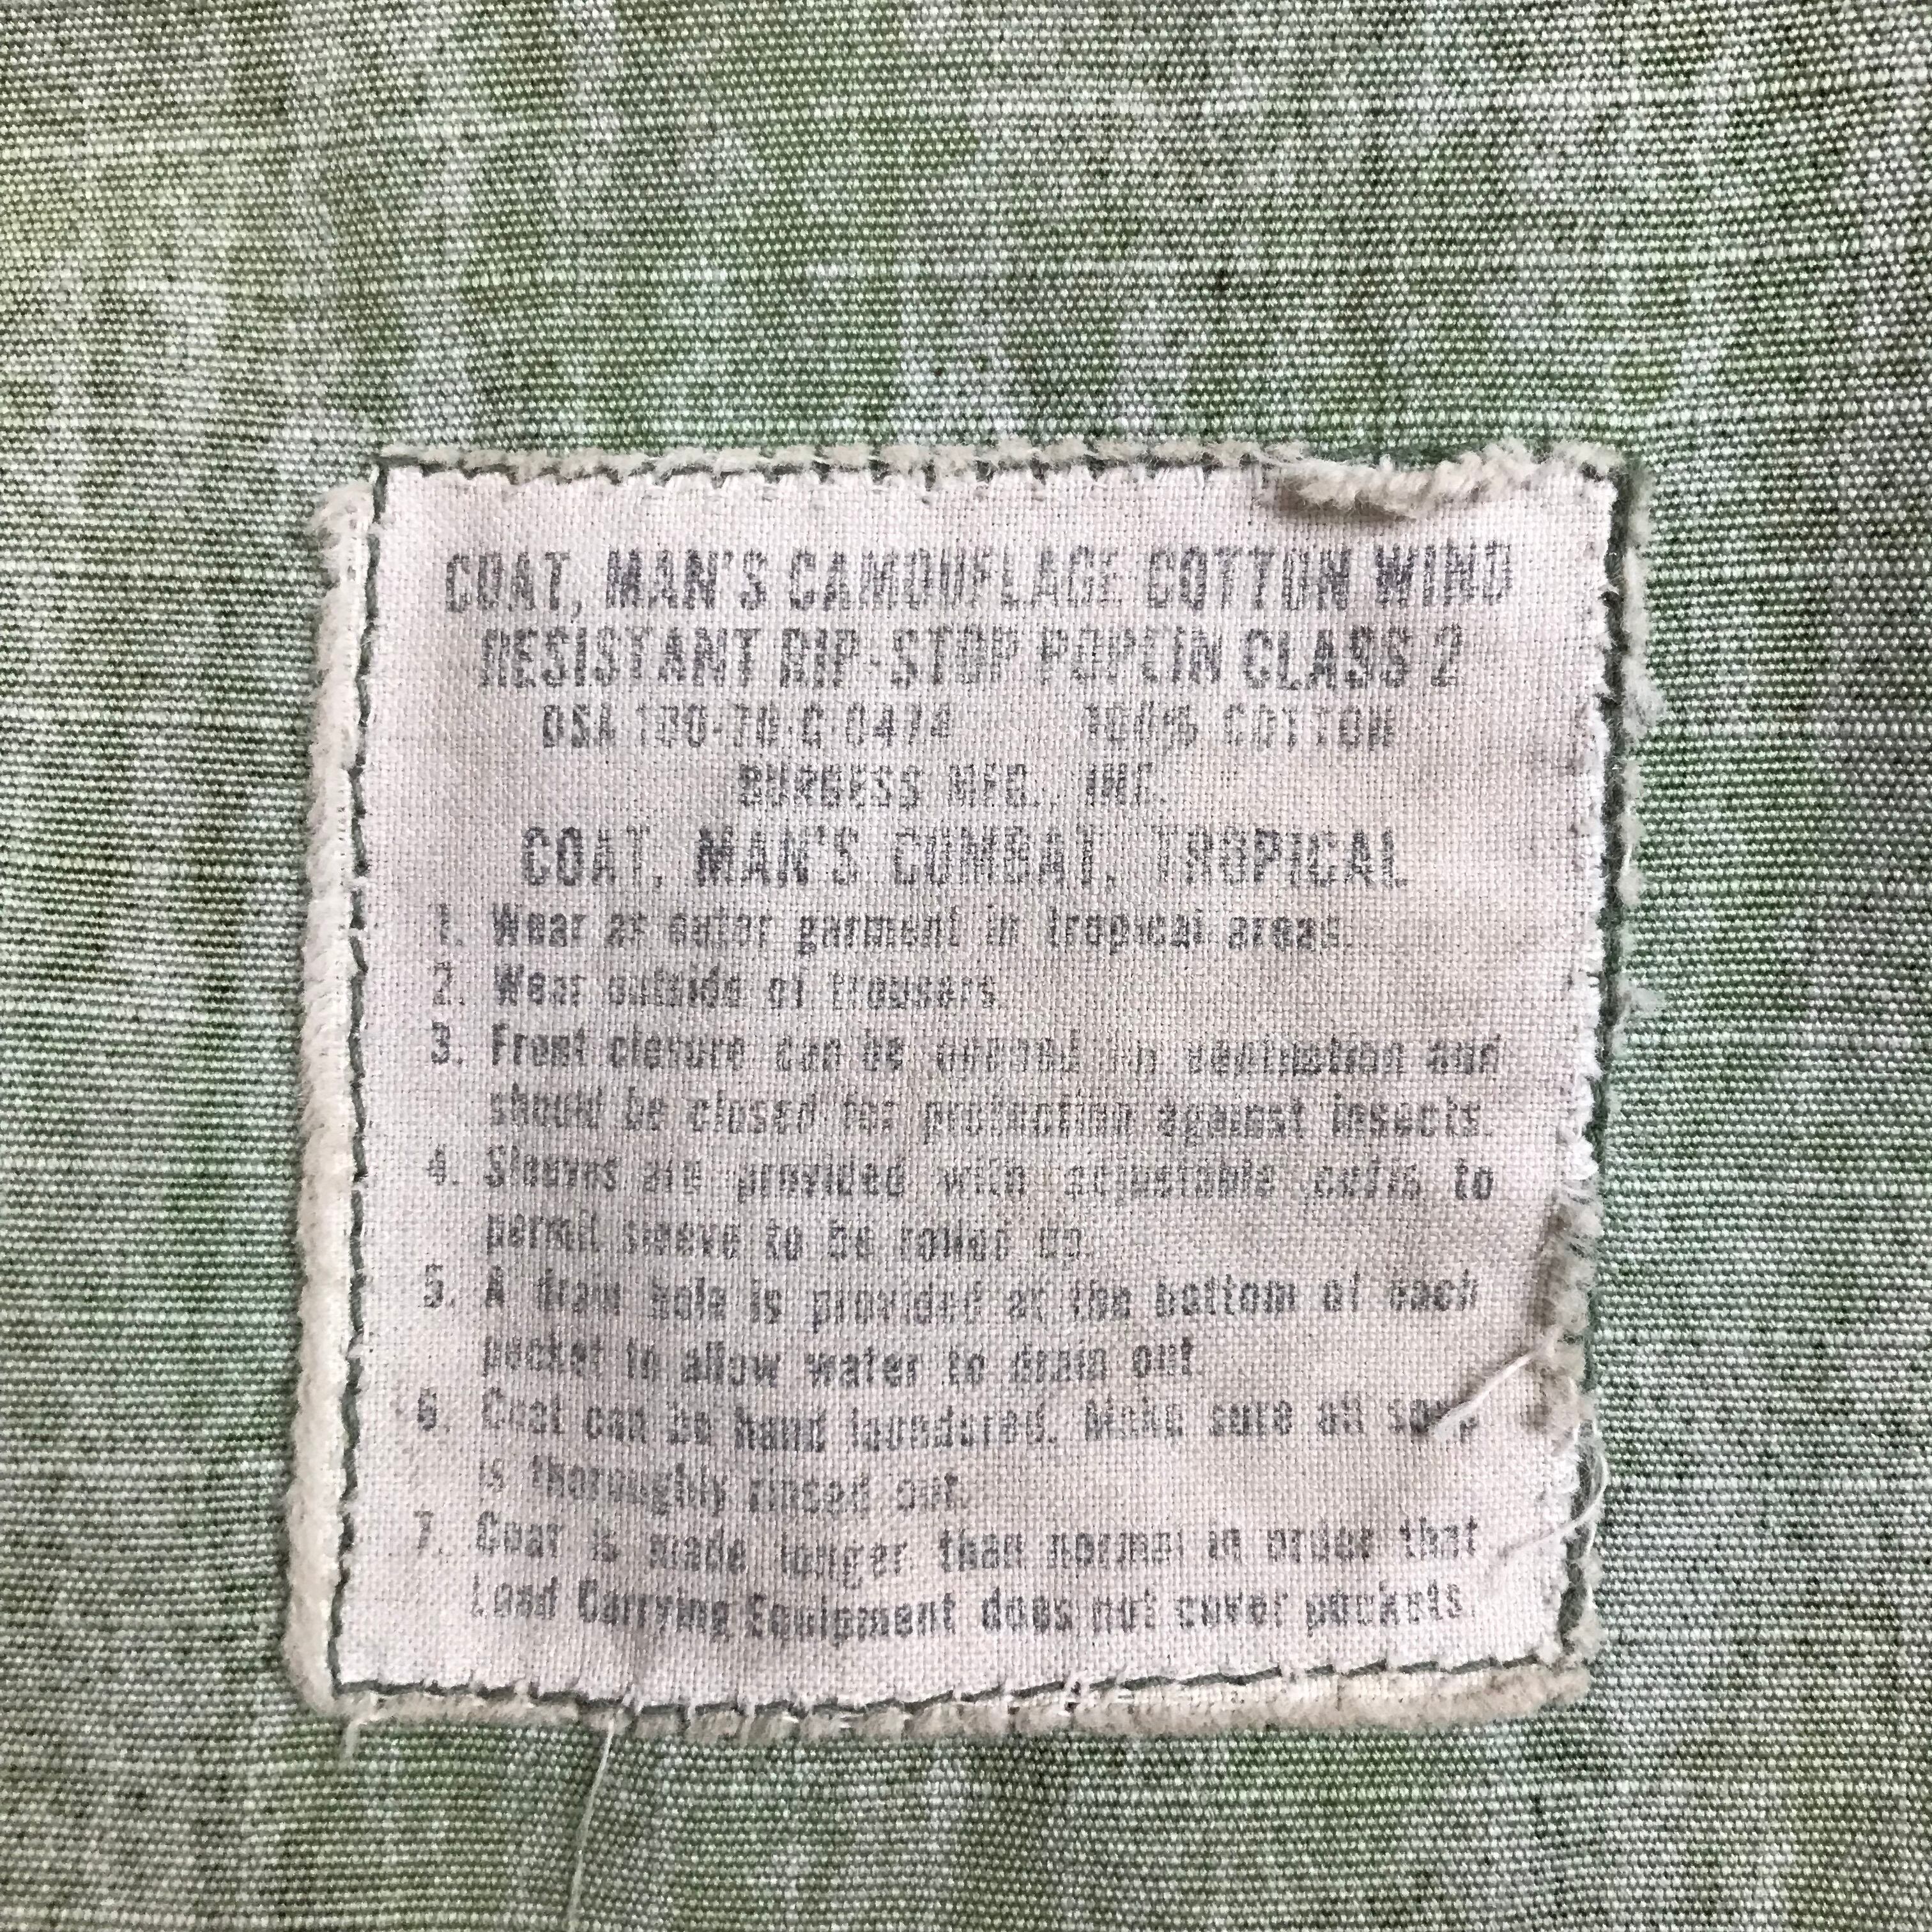 COAT, MAN'S CAMOUFLAGE COTTON WIND
RESISTANT RIP-STOP POPLIN CLASS 2
DSA 100-70-C-0474 100% COTTON
BURGESS MFG., INC.
COAT, MAN'S COMBAT, TROPICAL
1. Wear as outer garment in tropical areas.
2. Wear outside of trousers.
3. Front closure can be opened for ventilation and
should be closed for protection against insects.
4. Sleeves are provided with adjustable cuffs to
permit sleeve to be rolled up.
5. A drain hole is provided at the bottom of each
pocket to allow water to drain out.
6. Coat can be hand laundered. Make sure all soap
is thoroughly rinsed out.
7. Coat is made longer than normal in order that
Load Carrying Equipment does not cover pockets.